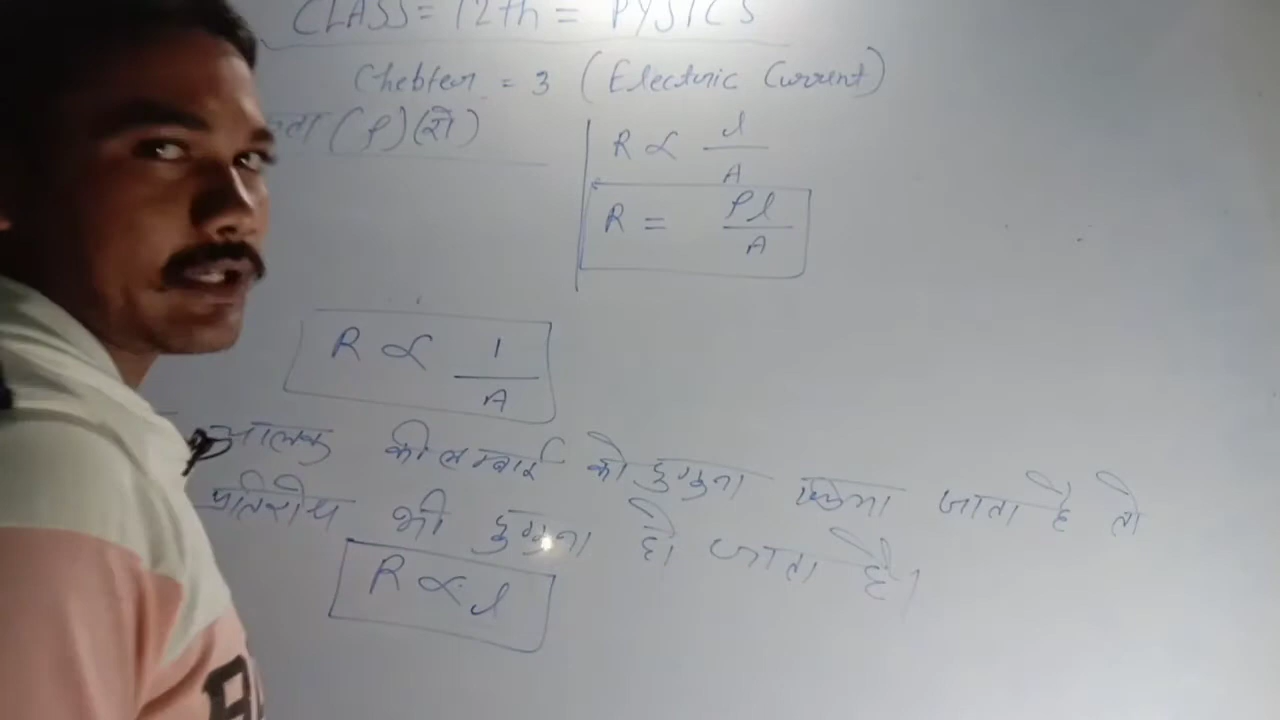 CLASS = 12th = PYSICS
Chebter = 3 (Electric Current)
(ρ) (रो)
R ∝ l/A
R = ρl/A
R ∝ 1/A
चालक की लम्बाई को दुगुना किया जाता है तो
प्रतिरोध भी दुगुना हो जाता है।
R ∝ l